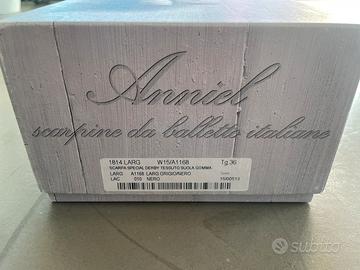 Anniel
scarpine da balletto italiane
1814 LARG W15/A1168 Tg.36
SCARPA SPECIAL DERBY TESSUTO SUOLA GOMMA
LARG A1168 LARG GRIGIO/NERO
LAC 010 NERO 15/00513
subito